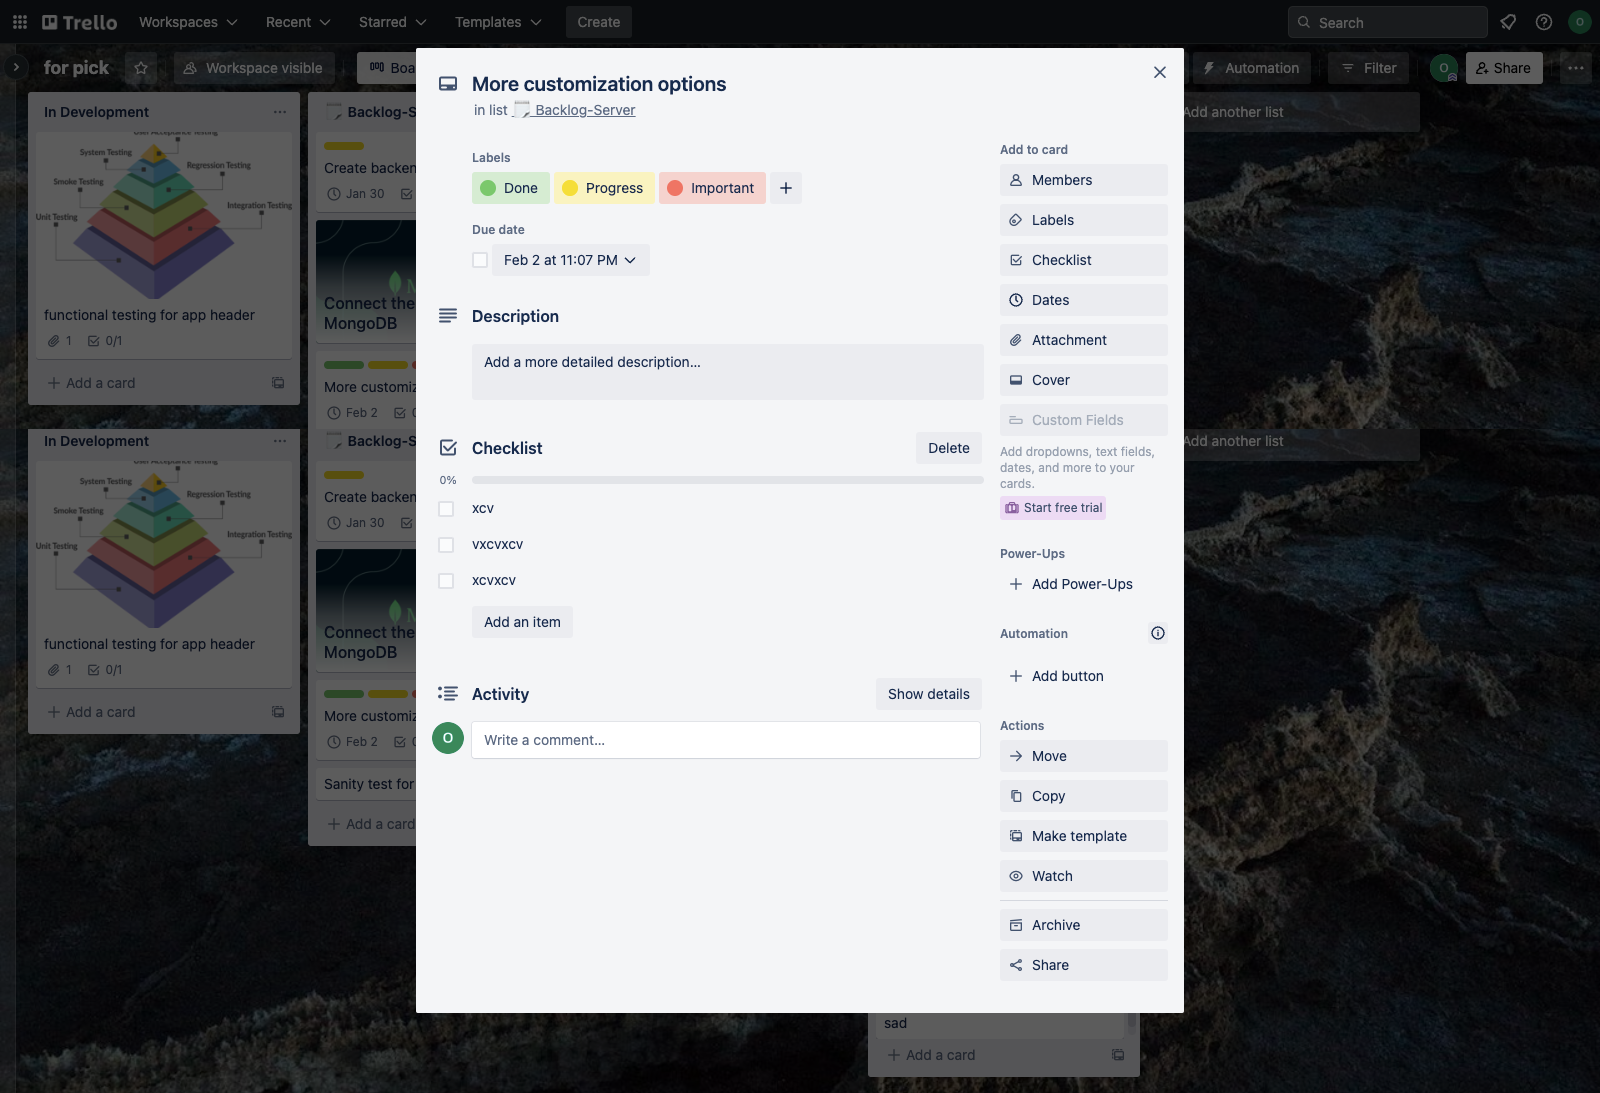 Trello
Workspaces
Recent
Starred
Templates
Create
Search
O
for pick
Workspace visible
Boa
Automation
Filter
O
Share
In Development
User Acceptance Testing
System Testing
Regression Testing
Smoke Testing
Integration Testing
Unit Testing
functional testing for app header
1
0/1
Add a card
Backlog-S
Create backen
Jan 30
Connect the
MongoDB
More customiz
Feb 2
Add another list
In Development
User Acceptance Testing
System Testing
Regression Testing
Smoke Testing
Integration Testing
Unit Testing
functional testing for app header
1
0/1
Add a card
Backlog-S
Create backen
Jan 30
Connect the
MongoDB
More customiz
Feb 2
Sanity test for
Add a card
Add another list
sad
Add a card
More customization options
in list Backlog-Server
Labels
Done
Progress
Important
Due date
Feb 2 at 11:07 PM
Description
Add a more detailed description…
Checklist
Delete
0%
xcv
vxcvxcv
xcvxcv
Add an item
Activity
Show details
O
Write a comment…
Add to card
Members
Labels
Checklist
Dates
Attachment
Cover
Custom Fields
Add dropdowns, text fields,
dates, and more to your
cards.
Start free trial
Power-Ups
Add Power-Ups
Automation
Add button
Actions
Move
Copy
Make template
Watch
Archive
Share